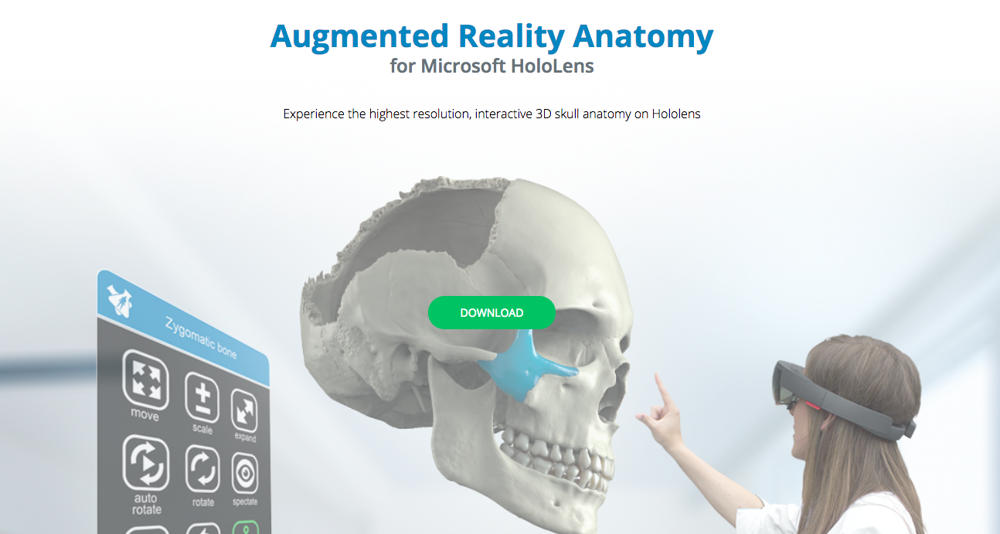 Augmented Reality Anatomy
for Microsoft HoloLens
Experience the highest resolution, interactive 3D skull anatomy on Hololens
DOWNLOAD
Zygomatic bone
move
scale
expand
auto
rotate
rotate
spectate